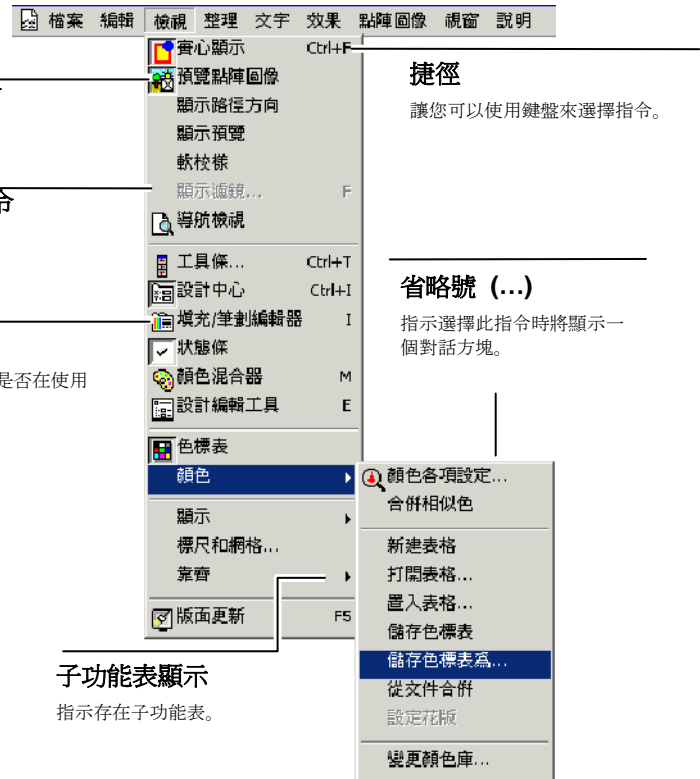 檔案 編輯 檢視 整理 文字 效果 點陣圖像 視窗 說明
實心顯示 Ctrl+F
預覽點陣圖像
顯示路徑方向
顯示預覽
軟校樣
顯示濾鏡... F
導航檢視
工具條... Ctrl+T
設計中心 Ctrl+I
填充/筆劃編輯器 I
狀態條
顏色混合器 M
設計編輯工具 E
色標表
顏色
顯示
標尺和網格...
靠齊
版面更新 F5
捷徑
讓您可以使用鍵盤來選擇指令。
令
是否在使用
省略號 (…)
指示選擇此指令時將顯示一
個對話方塊。
顏色各項設定...
合併相似色
新建表格
打開表格...
置入表格...
儲存色標表
儲存色標表爲...
從文件合併
設定花版
變更顏色庫...
子功能表顯示
指示存在子功能表。